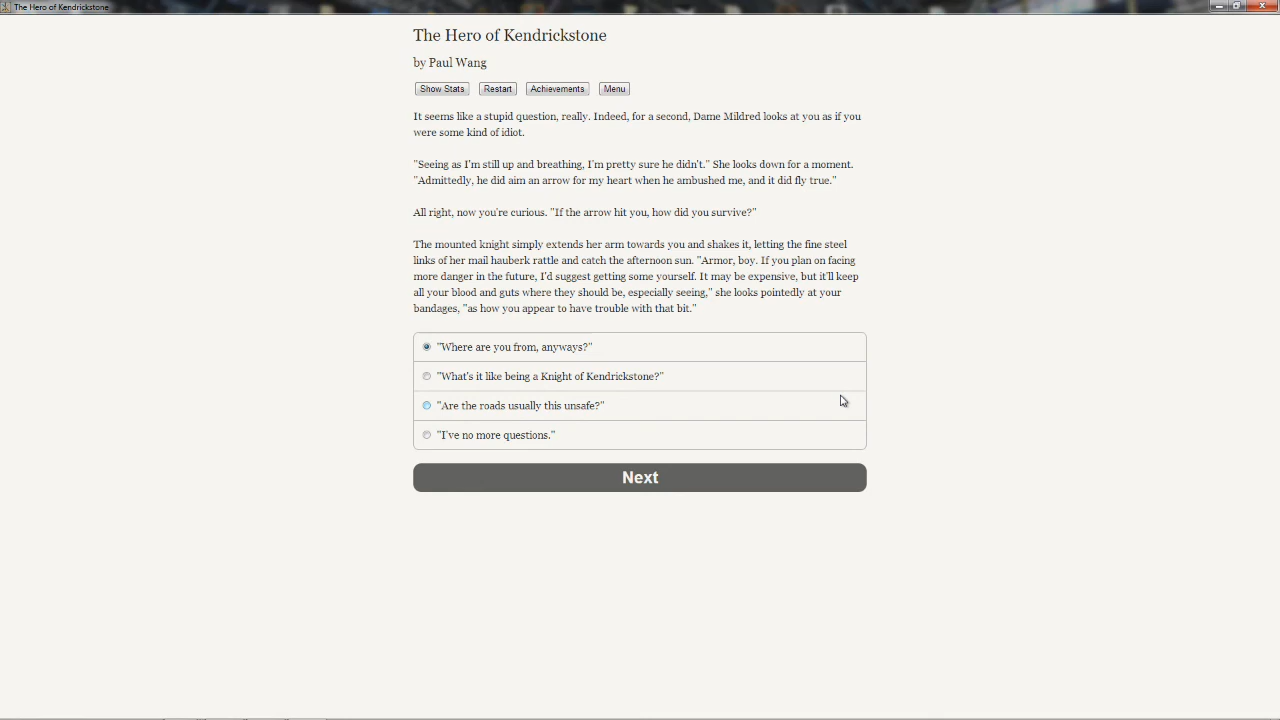 The Hero of Kendrickstone
The Hero of Kendrickstone
by Paul Wang
Show Stats Restart Achievements Menu
It seems like a stupid question, really. Indeed, for a second, Dame Mildred looks at you as if you
were some kind of idiot.
"Seeing as I'm still up and breathing, I'm pretty sure he didn't." She looks down for a moment.
"Admittedly, he did aim an arrow for my heart when he ambushed me, and it did fly true."
All right, now you're curious. "If the arrow hit you, how did you survive?"
The mounted knight simply extends her arm towards you and shakes it, letting the fine steel
links of her mail hauberk rattle and catch the afternoon sun. "Armor, boy. If you plan on facing
more danger in the future, I'd suggest getting some yourself. It may be expensive, but it'll keep
all your blood and guts where they should be, especially seeing," she looks pointedly at your
bandages, "as how you appear to have trouble with that bit."
"Where are you from, anyways?"
"What's it like being a Knight of Kendrickstone?"
"Are the roads usually this unsafe?"
"I've no more questions."
Next